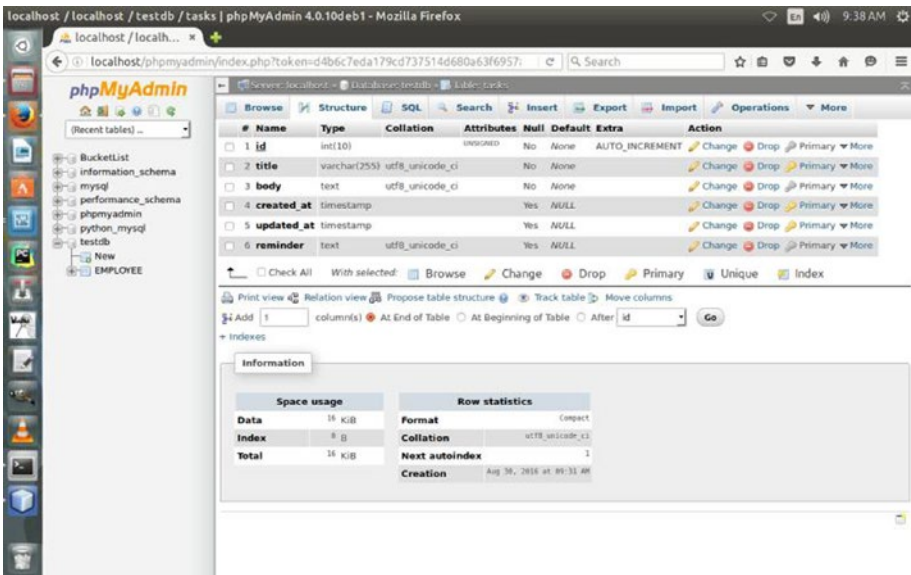 localhost / localhost / testdb / tasks | phpMyAdmin 4.0.10deb1 - Mozilla Firefox
En 9:38 AM
localhost / localh... ×
localhost/phpmyadmin/index.php?token=d4b6c7eda179cd737514d680a63f6957 Search
phpMyAdmin
(Recent tables) ...
BucketList
information_schema
mysql
performance_schema
phpmyadmin
python_mysql
testdb
New
EMPLOYEE
Server: localhost » Database: testdb » Table: tasks
Browse Structure SQL Search Insert Export Import Operations More
# Name Type Collation Attributes Null Default Extra Action
1 id int(10) UNSIGNED No None AUTO_INCREMENT Change Drop Primary More
2 title varchar(255) utf8_unicode_ci No None Change Drop Primary More
3 body text utf8_unicode_ci No None Change Drop Primary More
4 created_at timestamp Yes NULL Change Drop Primary More
5 updated_at timestamp Yes NULL Change Drop Primary More
6 reminder text utf8_unicode_ci Yes NULL Change Drop Primary More
Check All With selected: Browse Change Drop Primary Unique Index
Print view Relation view Propose table structure Track table Move columns
Add 1 column(s) At End of Table At Beginning of Table After id Go
+ Indexes
Information
Space usage
Data 16 KiB
Index 0 B
Total 16 KiB
Row statistics
Format Compact
Collation utf8_unicode_ci
Next autoindex 1
Creation Aug 30, 2016 at 09:31 AM